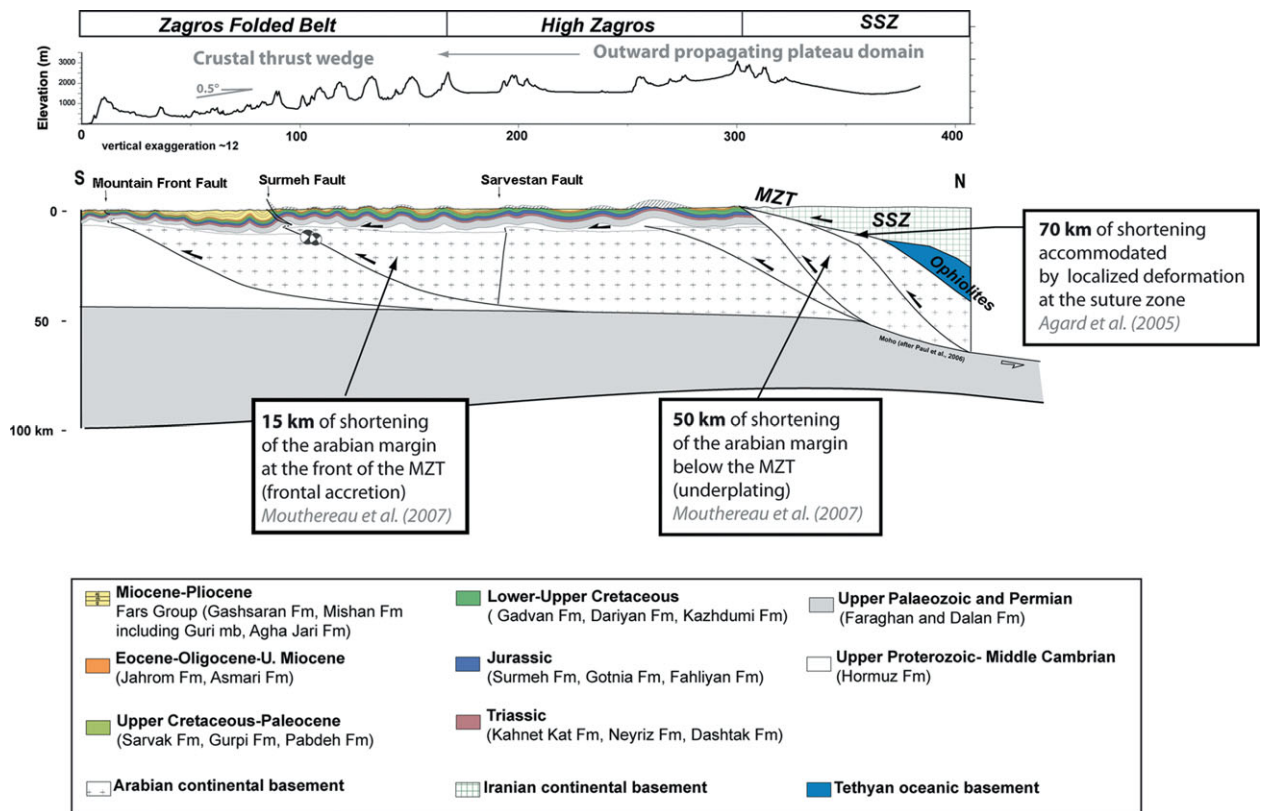 Zagros Folded Belt
High Zagros
SSZ
Crustal thrust wedge
Outward propagating plateau domain
0.5°
Elevation (m)
3000
2000
1000
0
100
200
300
400
vertical exaggeration ~12
S
Mountain Front Fault
Surmeh Fault
Sarvestan Fault
N
MZT
SSZ
Ophiolites
0
50
100 km
Moho (after Paul et al., 2006)
70 km of shortening
accommodated
by localized deformation
at the suture zone
Agard et al. (2005)
15 km of shortening
of the arabian margin
at the front of the MZT
(frontal accretion)
Mouthereau et al. (2007)
50 km of shortening
of the arabian margin
below the MZT
(underplating)
Mouthereau et al. (2007)
Miocene-Pliocene
Fars Group (Gashsaran Fm, Mishan Fm
including Guri mb, Agha Jari Fm)
Eocene-Oligocene-U. Miocene
(Jahrom Fm, Asmari Fm)
Upper Cretaceous-Paleocene
(Sarvak Fm, Gurpi Fm, Pabdeh Fm)
Arabian continental basement
Lower-Upper Cretaceous
( Gadvan Fm, Dariyan Fm, Kazhdumi Fm)
Jurassic
(Surmeh Fm, Gotnia Fm, Fahliyan Fm)
Triassic
(Kahnet Kat Fm, Neyriz Fm, Dashtak Fm)
Iranian continental basement
Upper Palaeozoic and Permian
(Faraghan and Dalan Fm)
Upper Proterozoic- Middle Cambrian
(Hormuz Fm)
Tethyan oceanic basement